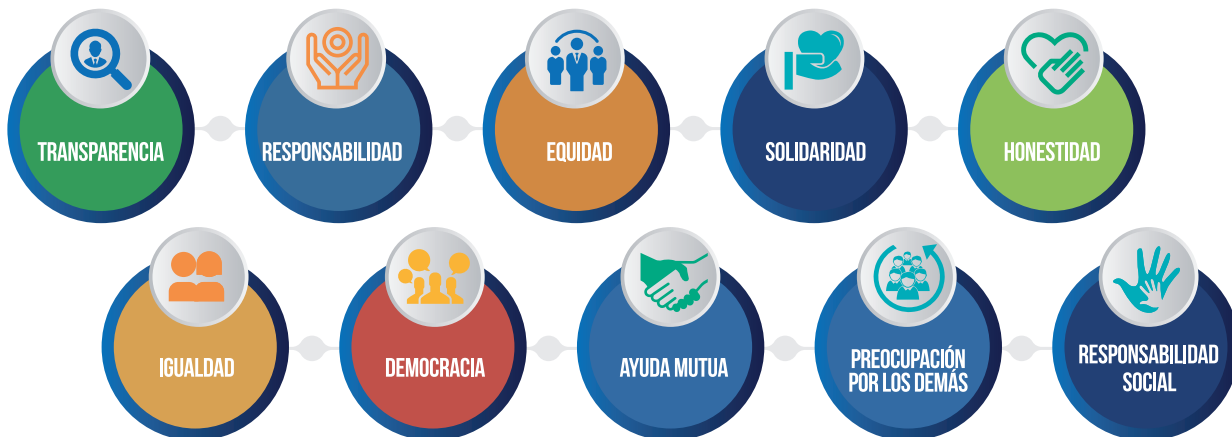 TRANSPARENCIA
RESPONSABILIDAD
EQUIDAD
SOLIDARIDAD
HONESTIDAD
IGUALDAD
DEMOCRACIA
AYUDA MUTUA
PREOCUPACIÓN
POR LOS DEMÁS
RESPONSABILIDAD
SOCIAL